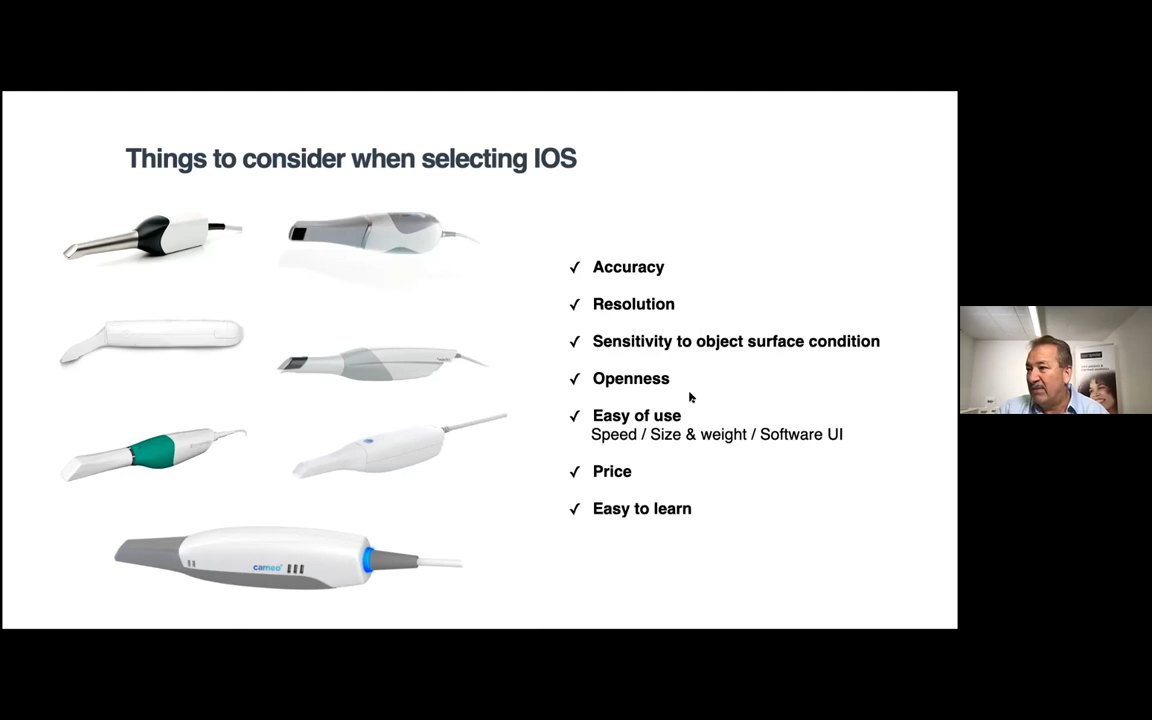 Things to consider when selecting IOS
✓ Accuracy
✓ Resolution
✓ Sensitivity to object surface condition
✓ Openness
✓ Easy of use
Speed / Size & weight / Software UI
✓ Price
✓ Easy to learn
cameo